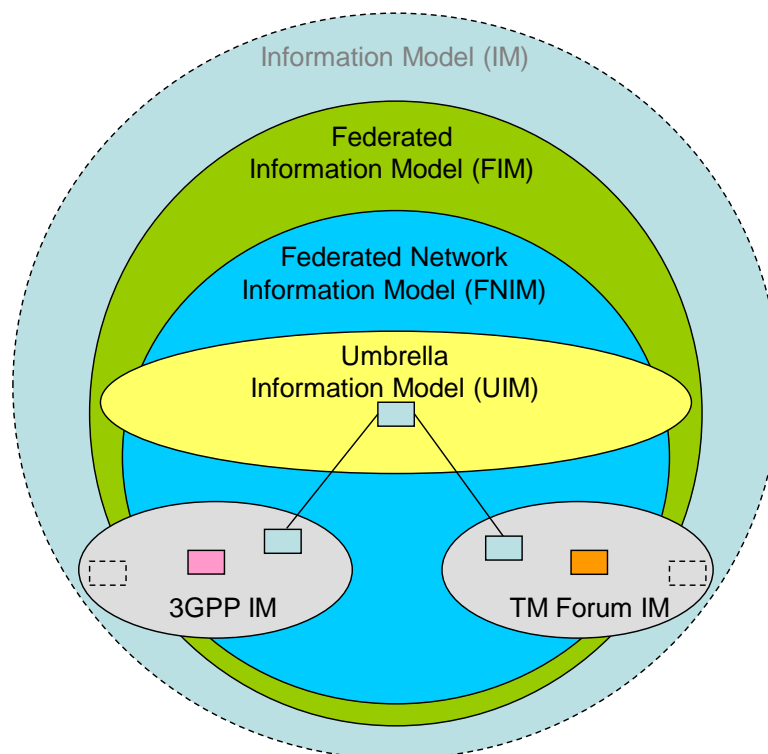 Information Model (IM)
Federated
Information Model (FIM)
Federated Network
Information Model (FNIM)
Umbrella
Information Model (UIM)
3GPP IM
TM Forum IM